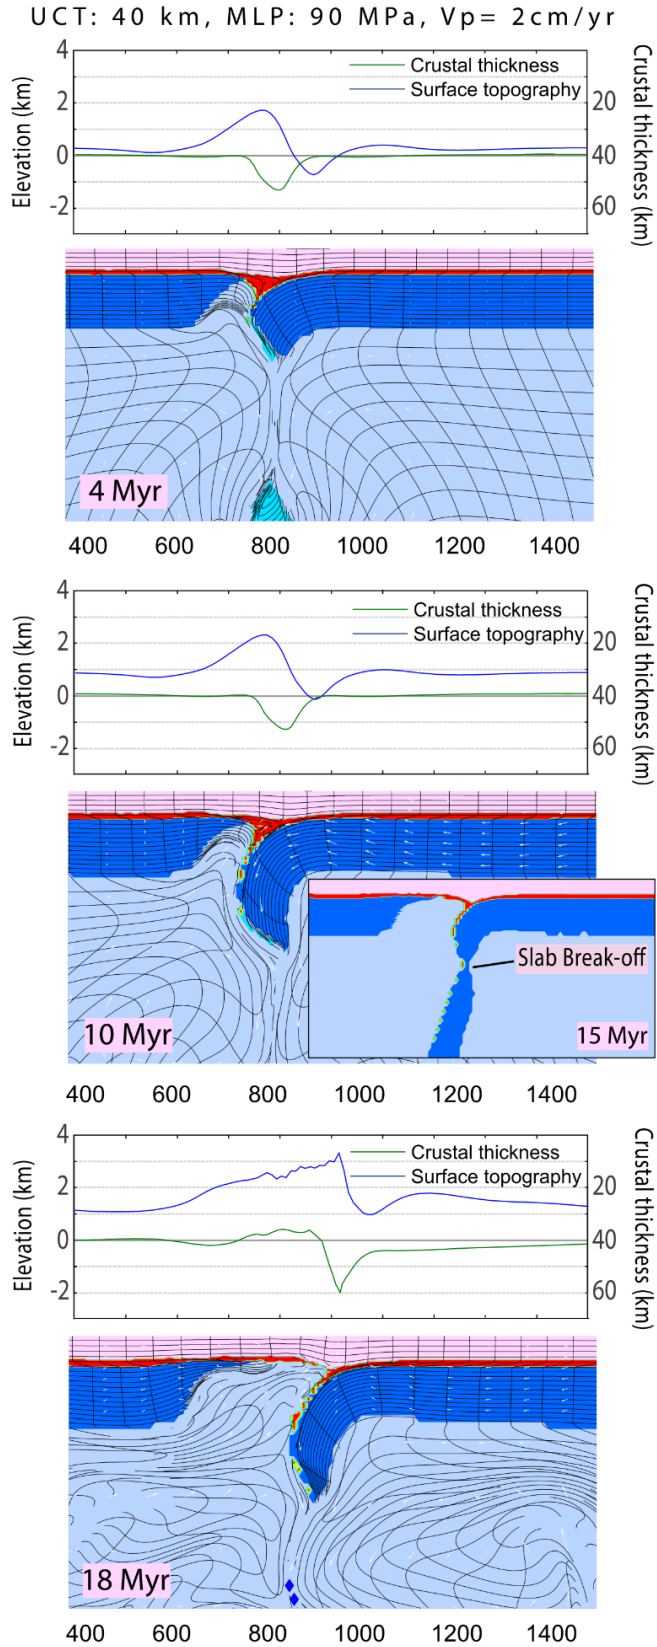 UCT: 40 km, MLP: 90 MPa, Vp= 2cm/yr
4
2
0
-2
Elevation (km)
Crustal thickness
Surface topography
20
40
60
Crustal thickness (km)
4 Myr
400 600 800 1000 1200 1400
4
2
0
-2
Elevation (km)
Crustal thickness
Surface topography
20
40
60
Crustal thickness (km)
Slab Break-off
15 Myr
10 Myr
400 600 800 1000 1200 1400
4
2
0
-2
Elevation (km)
Crustal thickness
Surface topography
20
40
60
Crustal thickness (km)
18 Myr
400 600 800 1000 1200 1400